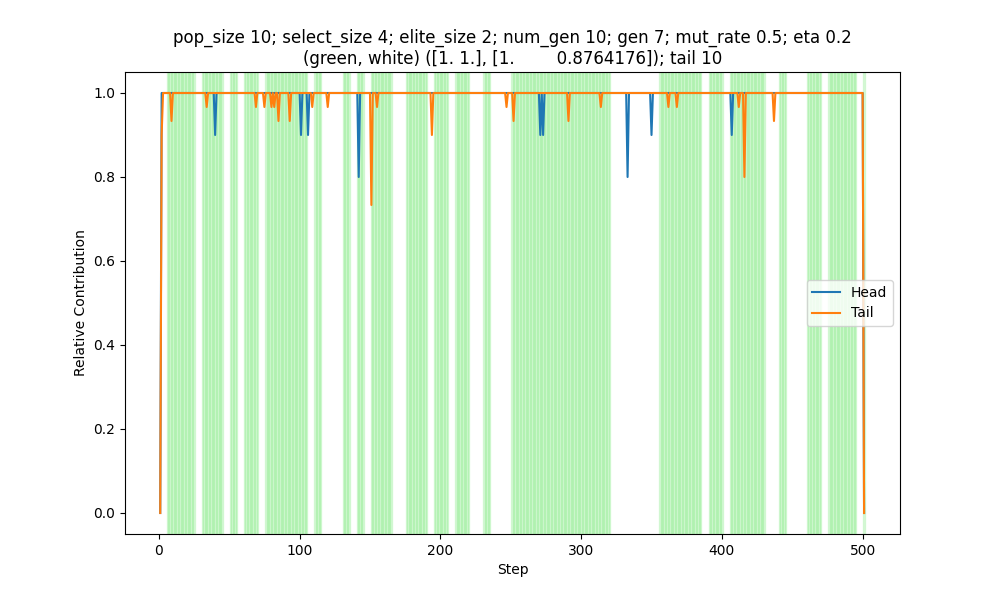 pop_size 10; select_size 4; elite_size 2; num_gen 10; gen 7; mut_rate 0.5; eta 0.2
(green, white) ([1. 1.], [1.        0.8764176]); tail 10
1.0
0.8
0.6
0.4
0.2
0.0
Relative Contribution
Head
Tail
0
100
200
300
400
500
Step